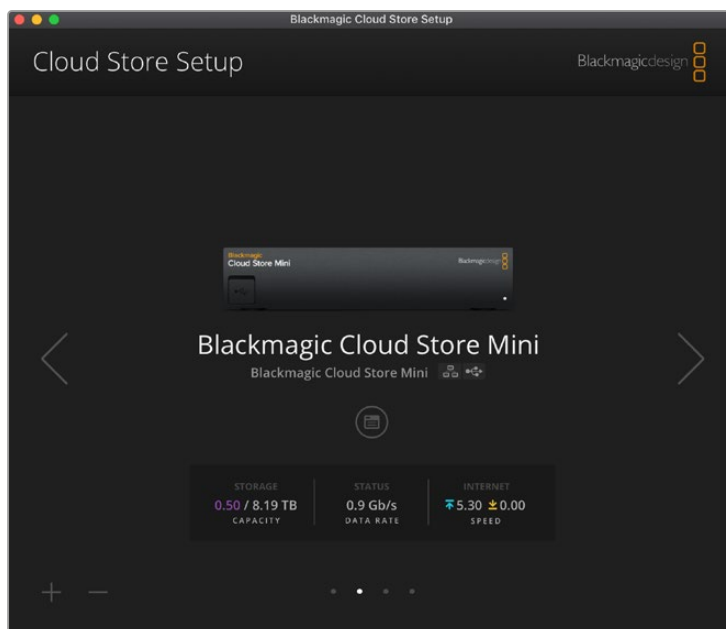 Blackmagic Cloud Store Setup
Cloud Store Setup
Blackmagicdesign
Blackmagic
Cloud Store Mini
Blackmagicdesign
Blackmagic Cloud Store Mini
Blackmagic Cloud Store Mini
STORAGE STATUS INTERNET
0.50 / 8.19 TB 0.9 Gb/s 5.30 0.00
CAPACITY DATA RATE SPEED